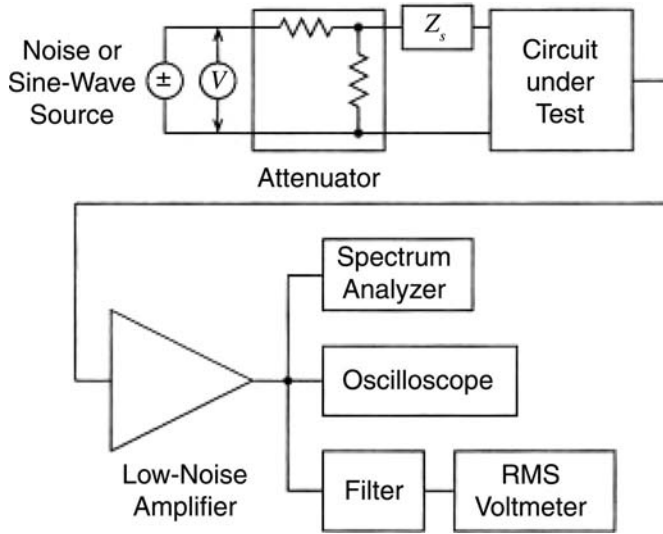 Noise or
Sine-Wave
Source
±
V
Z_s
Circuit
under
Test
Attenuator
Spectrum
Analyzer
Oscilloscope
Low-Noise
Amplifier
Filter
RMS
Voltmeter